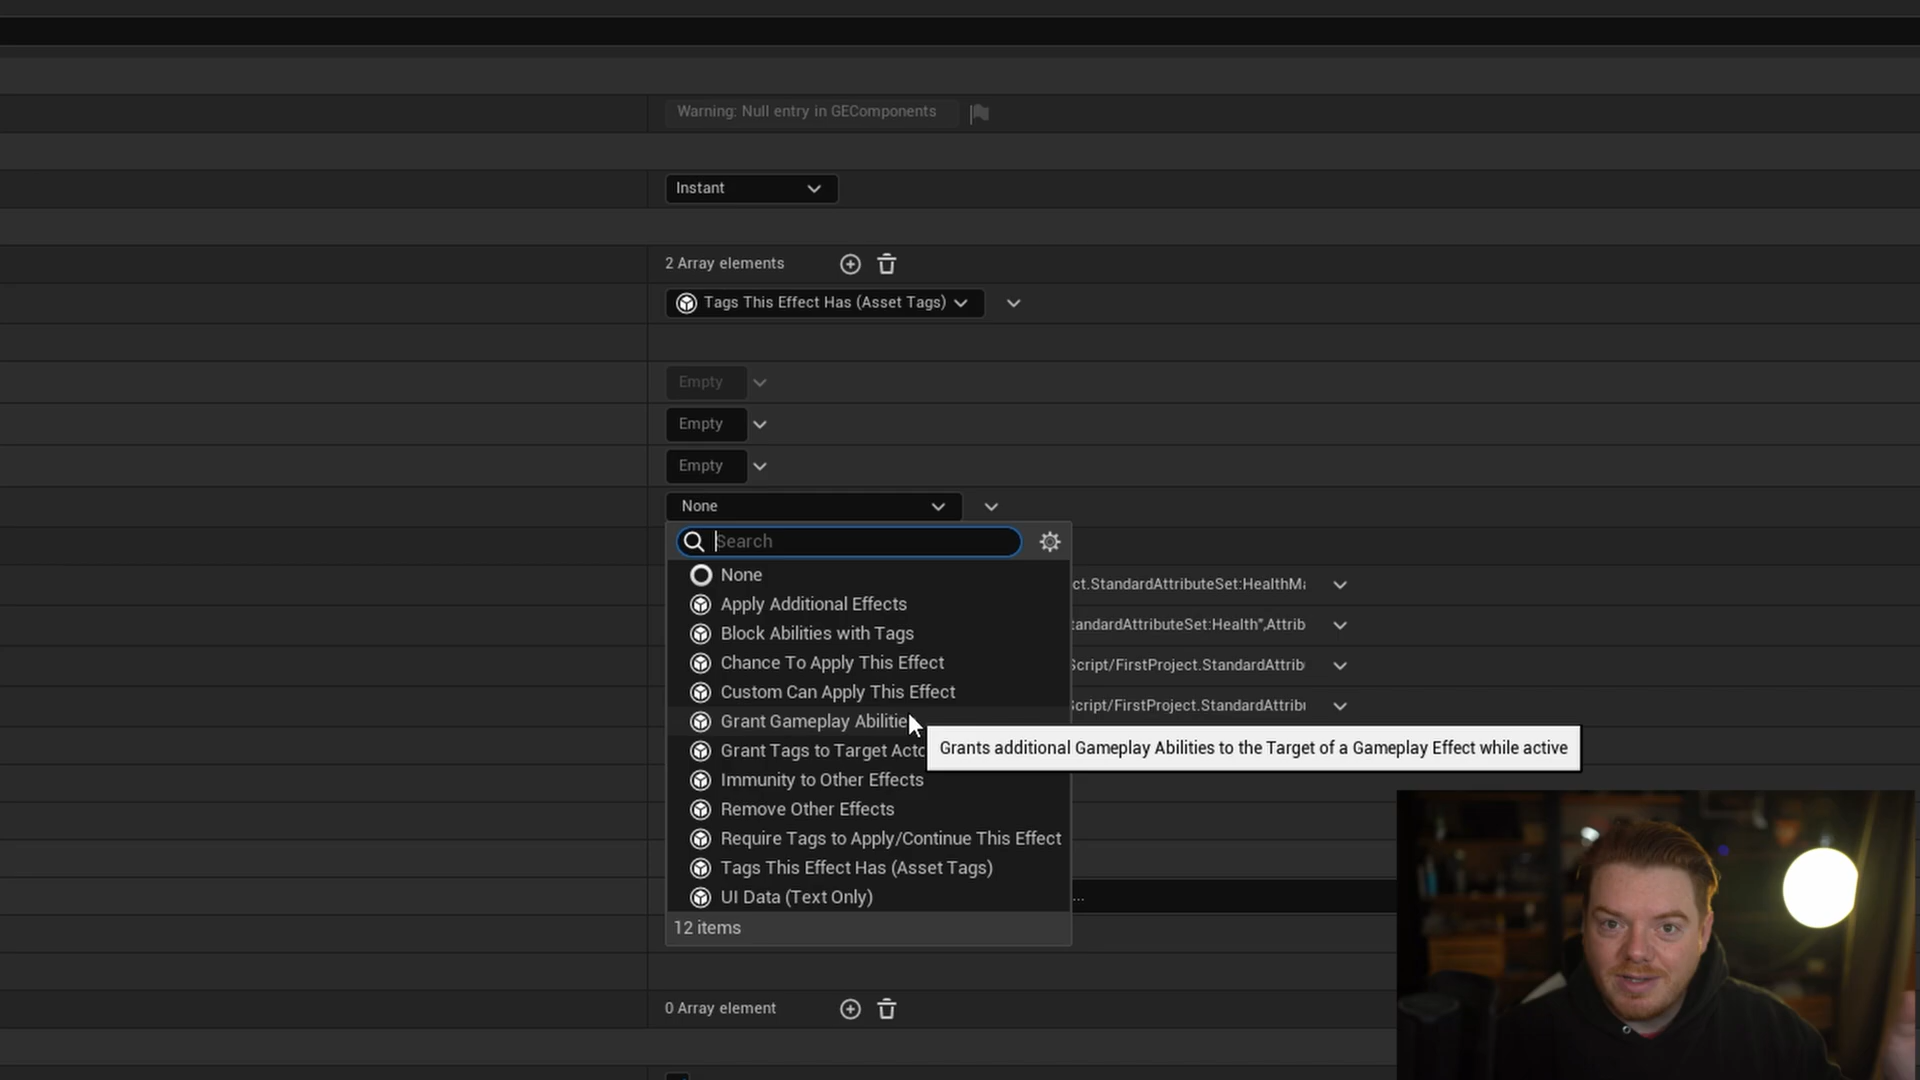 Warning: Null entry in GEComponents
Instant
2 Array elements
Tags This Effect Has (Asset Tags)
Empty
Empty
Empty
None
Search
None
Apply Additional Effects
Block Abilities with Tags
Chance To Apply This Effect
Custom Can Apply This Effect
Grant Gameplay Abilitie
Grant Tags to Target Acto
Immunity to Other Effects
Remove Other Effects
Require Tags to Apply/Continue This Effect
Tags This Effect Has (Asset Tags)
UI Data (Text Only)
12 items
ct.StandardAttributeSet:HealthMa
tandardAttributeSet:Health",Attrib
Script/FirstProject.StandardAttrib
Script/FirstProject.StandardAttribu
Grants additional Gameplay Abilities to the Target of a Gameplay Effect while active
...
0 Array element